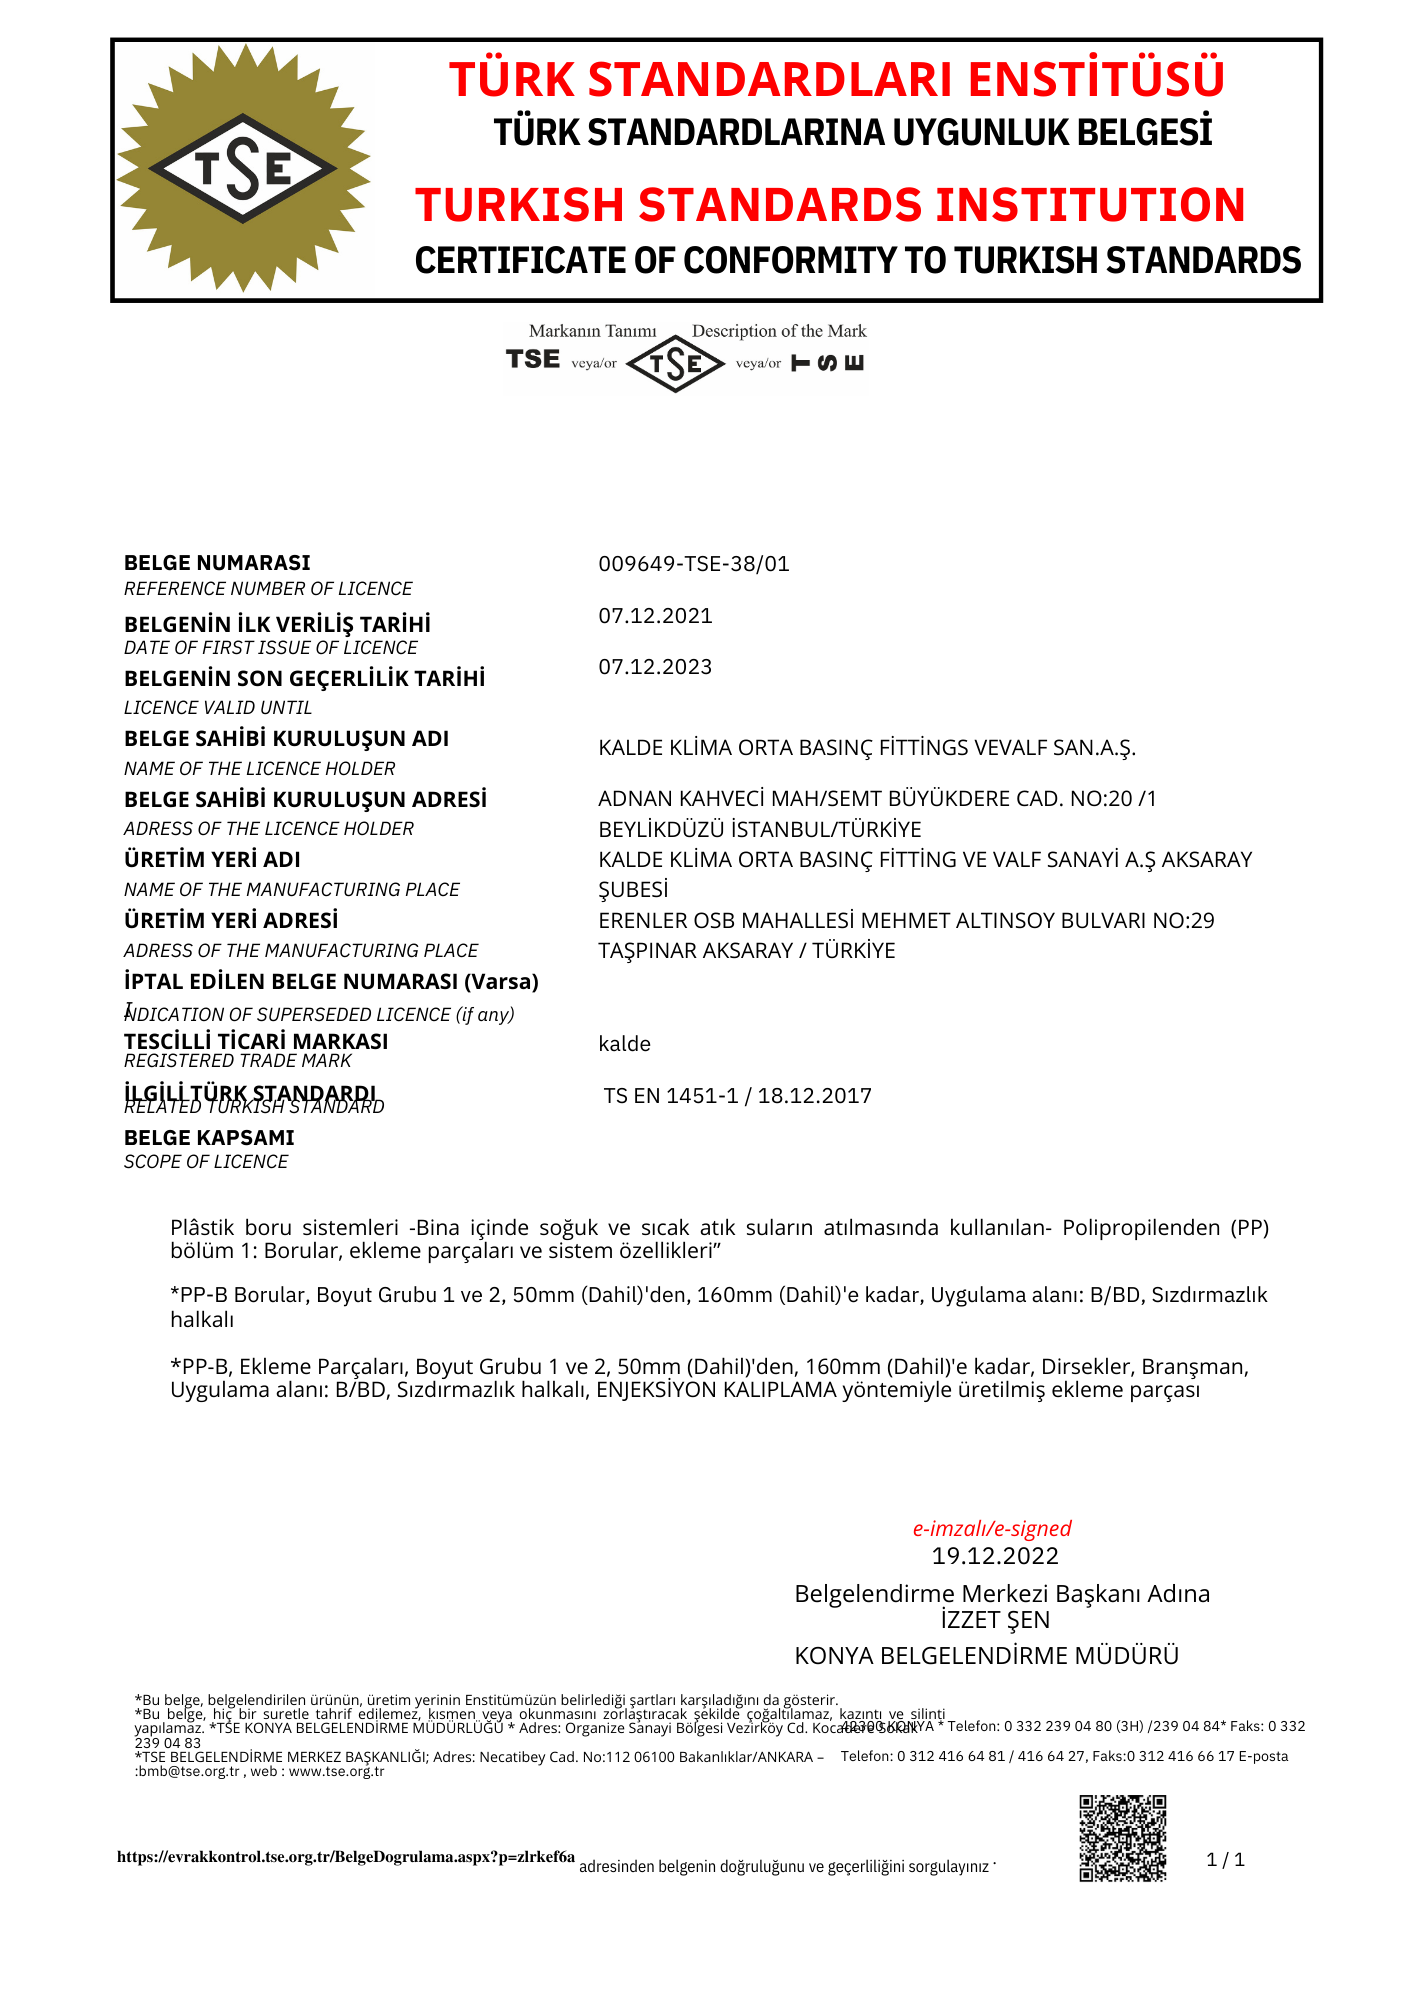 TÜRK STANDARDLARI ENSTİTÜSÜ
TÜRK STANDARDLARINA UYGUNLUK BELGESİ
TURKISH STANDARDS INSTITUTION
CERTIFICATE OF CONFORMITY TO TURKISH STANDARDS
TSE
Markanın Tanımı Description of the Mark
TSE veya/or TSE veya/or TSE
BELGE NUMARASI 009649-TSE-38/01
REFERENCE NUMBER OF LICENCE
BELGENİN İLK VERİLİŞ TARİHİ 07.12.2021
DATE OF FIRST ISSUE OF LICENCE
BELGENİN SON GEÇERLİLİK TARİHİ 07.12.2023
LICENCE VALID UNTIL
BELGE SAHİBİ KURULUŞUN ADI KALDE KLİMA ORTA BASINÇ FİTTİNGS VEVALF SAN.A.Ş.
NAME OF THE LICENCE HOLDER
BELGE SAHİBİ KURULUŞUN ADRESİ ADNAN KAHVECİ MAH/SEMT BÜYÜKDERE CAD. NO:20 /1
ADRESS OF THE LICENCE HOLDER BEYLİKDÜZÜ İSTANBUL/TÜRKİYE
ÜRETİM YERİ ADI KALDE KLİMA ORTA BASINÇ FİTTİNG VE VALF SANAYİ A.Ş AKSARAY
NAME OF THE MANUFACTURING PLACE ŞUBESİ
ÜRETİM YERİ ADRESİ ERENLER OSB MAHALLESİ MEHMET ALTINSOY BULVARI NO:29
ADRESS OF THE MANUFACTURING PLACE TAŞPINAR AKSARAY / TÜRKİYE
İPTAL EDİLEN BELGE NUMARASI (Varsa)
INDICATION OF SUPERSEDED LICENCE (if any)
TESCİLLİ TİCARİ MARKASI kalde
REGISTERED TRADE MARK
İLGİLİ TÜRK STANDARDI TS EN 1451-1 / 18.12.2017
RELATED TURKISH STANDARD
BELGE KAPSAMI
SCOPE OF LICENCE
Plâstik boru sistemleri -Bina içinde soğuk ve sıcak atık suların atılmasında kullanılan- Polipropilenden (PP)
bölüm 1: Borular, ekleme parçaları ve sistem özellikleri”
*PP-B Borular, Boyut Grubu 1 ve 2, 50mm (Dahil)'den, 160mm (Dahil)'e kadar, Uygulama alanı: B/BD, Sızdırmazlık
halkalı
*PP-B, Ekleme Parçaları, Boyut Grubu 1 ve 2, 50mm (Dahil)'den, 160mm (Dahil)'e kadar, Dirsekler, Branşman,
Uygulama alanı: B/BD, Sızdırmazlık halkalı, ENJEKSİYON KALIPLAMA yöntemiyle üretilmiş ekleme parçası
e-imzalı/e-signed
19.12.2022
Belgelendirme Merkezi Başkanı Adına
İZZET ŞEN
KONYA BELGELENDİRME MÜDÜRÜ
*Bu belge, belgelendirilen ürünün, üretim yerinin Enstitümüzün belirlediği şartları karşıladığını da gösterir.
*Bu belge, hiç bir suretle tahrif edilemez, kısmen veya okunmasını zorlaştıracak şekilde çoğaltılamaz, kazıntı ve silinti
yapılamaz. *TSE KONYA BELGELENDİRME MÜDÜRLÜĞÜ * Adres: Organize Sanayi Bölgesi Vezirköy Cd. Kocadere Sokak 42300 KONYA * Telefon: 0 332 239 04 80 (3H) /239 04 84* Faks: 0 332
239 04 83
*TSE BELGELENDİRME MERKEZ BAŞKANLIĞI; Adres: Necatibey Cad. No:112 06100 Bakanlıklar/ANKARA – Telefon: 0 312 416 64 81 / 416 64 27, Faks:0 312 416 66 17 E-posta
:bmb@tse.org.tr , web : www.tse.org.tr
https://evrakkontrol.tse.org.tr/BelgeDogrulama.aspx?p=zlrkef6a adresinden belgenin doğruluğunu ve geçerliliğini sorgulayınız .
1 / 1